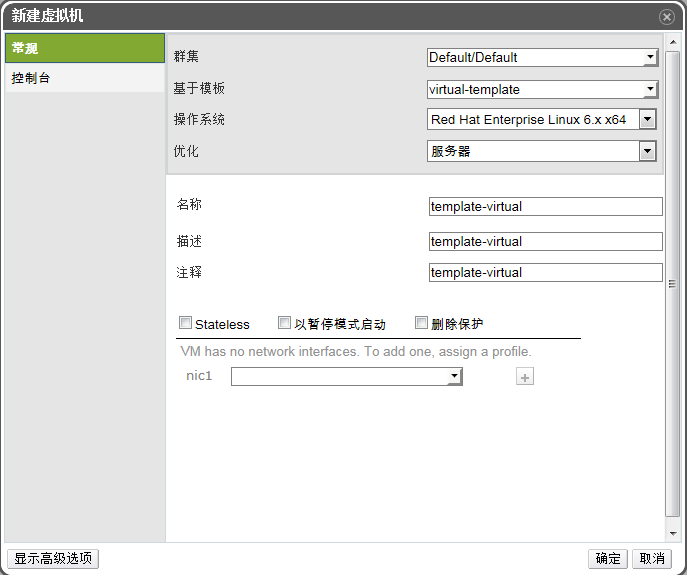 新建虚拟机
常规
控制台
群集 Default/Default
基于模板 virtual-template
操作系统 Red Hat Enterprise Linux 6.x x64
优化 服务器
名称 template-virtual
描述 template-virtual
注释 template-virtual
Stateless 以暂停模式启动 删除保护
VM has no network interfaces. To add one, assign a profile.
nic1
显示高级选项 确定 取消